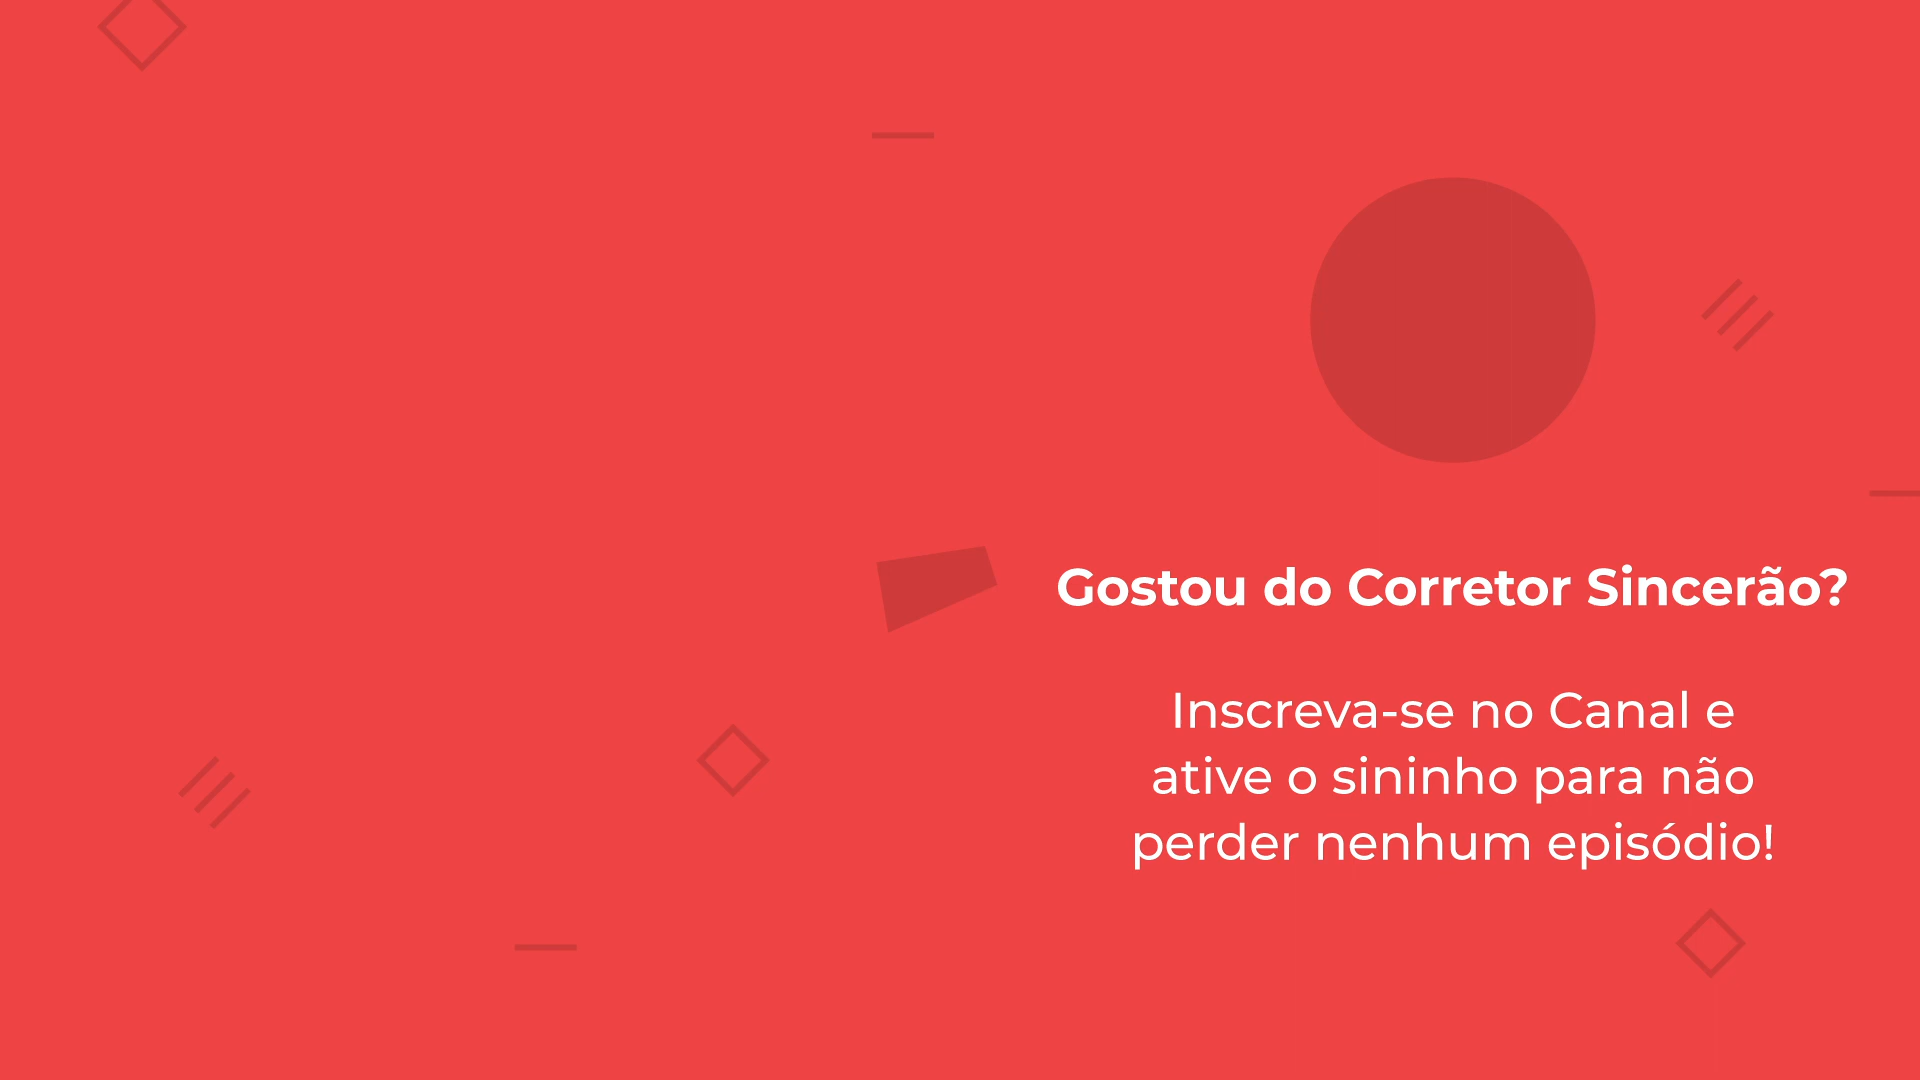 Gostou do Corretor Sincerão?
Inscreva-se no Canal e
ative o sininho para não
perder nenhum episódio!